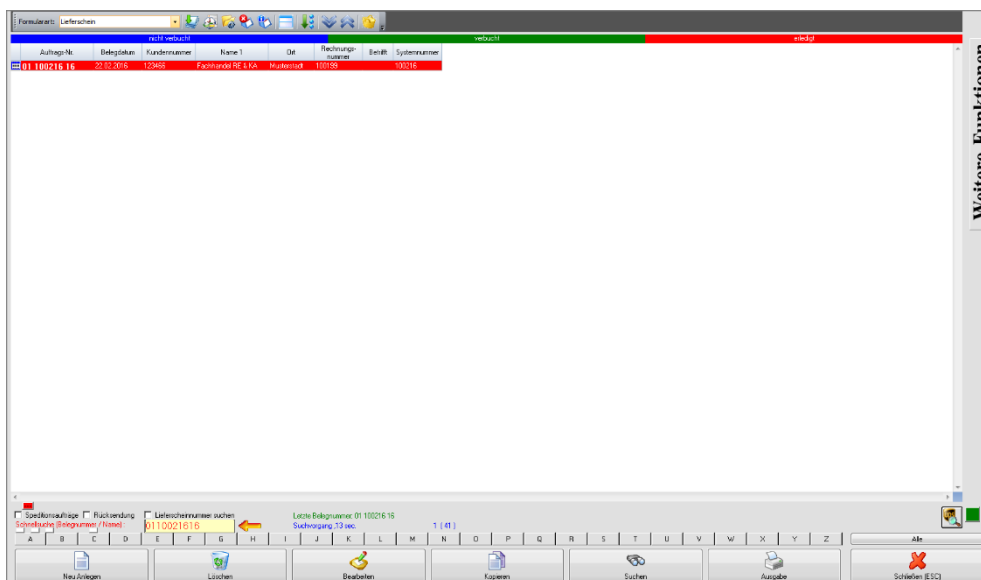 Formularart: Lieferschein
nicht verbucht verbucht erledigt
Auftrags-Nr. Belegdatum Kundennummer Name 1 Ort Rechnungs-nummer Betrifft Systemnummer
01 100216 16 22.02.2016 123466 Fachhandel RE & KA Musterstadt 100199 100216
Weitere Funktionen
Speditionsaufträge Rücksendung Lieferscheinnummer suchen Letzte Belegnummer: 01 100216 16
Schnellsuche (Belegnummer / Name): 0110021616 Suchvorgang ,13 sec. 1 ( 41 )
A B C D E F G H I J K L M N O P Q R S T U V W X Y Z Alle
Neu Anlegen Löschen Bearbeiten Kopieren Suchen Ausgabe Schließen (ESC)